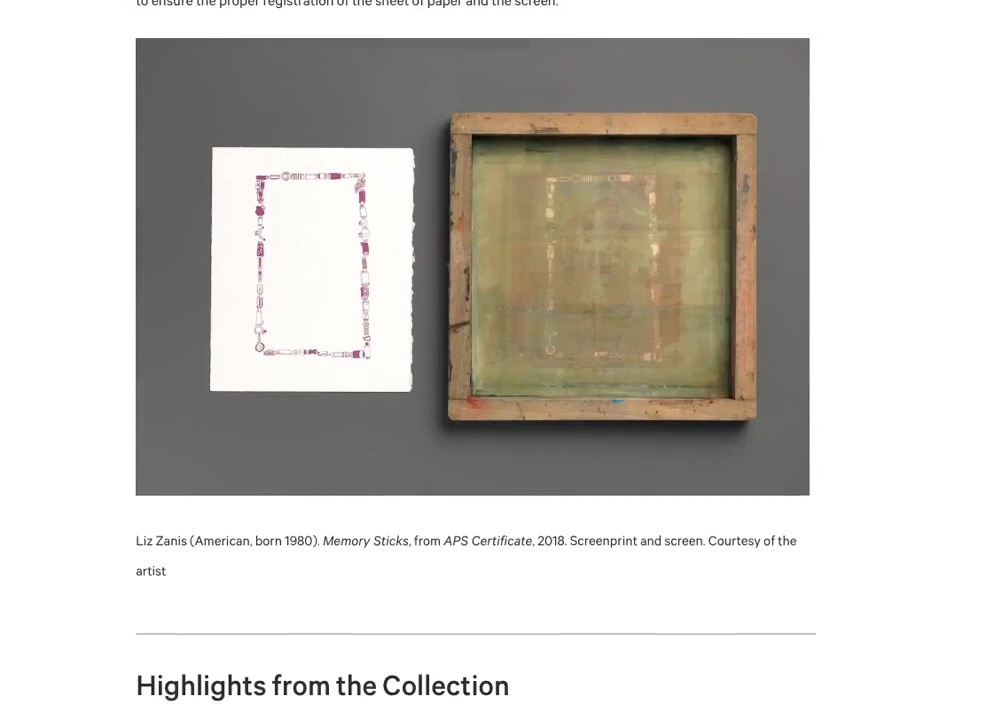 to ensure the proper registration of the sheet of paper and the screen.
Liz Zanis (American, born 1980). Memory Sticks, from APS Certificate, 2018. Screenprint and screen. Courtesy of the
artist
Highlights from the Collection